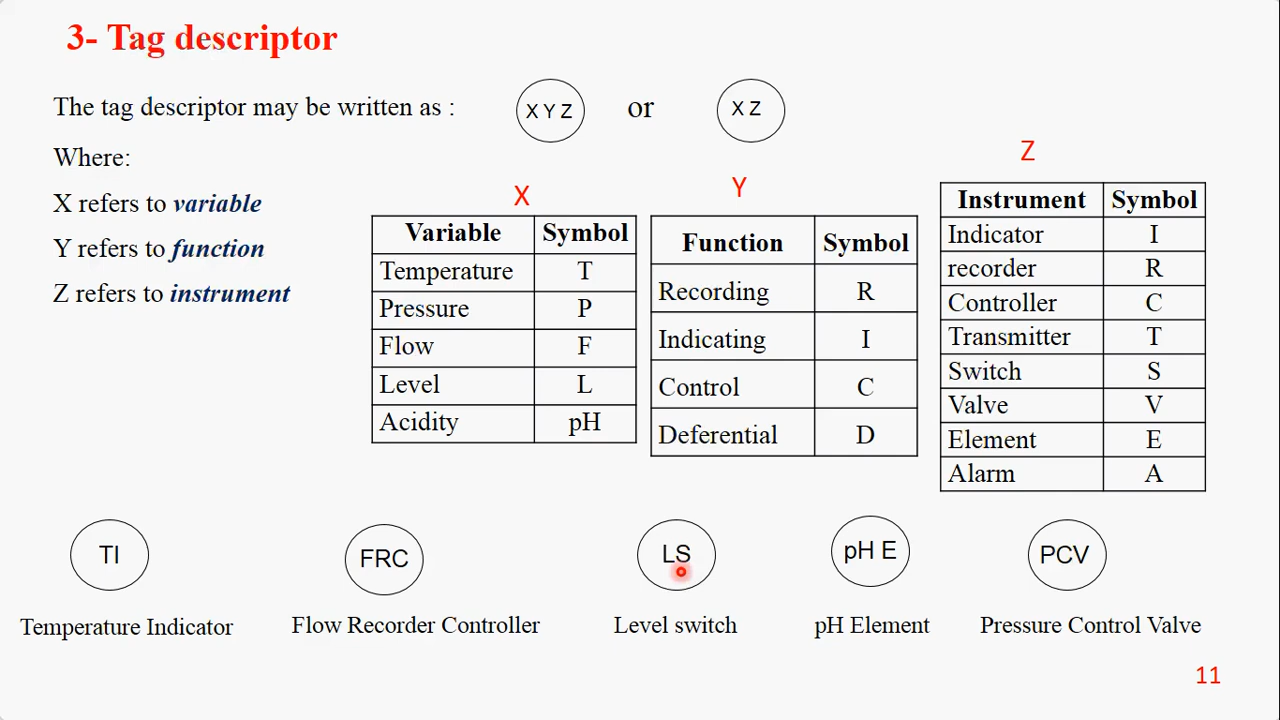 3- Tag descriptor
The tag descriptor may be written as :
X Y Z
or
X Z
Where:
X refers to variable
Y refers to function
Z refers to instrument
X
Variable Symbol
Temperature T
Pressure P
Flow F
Level L
Acidity pH
Y
Function Symbol
Recording R
Indicating I
Control C
Deferential D
Z
Instrument Symbol
Indicator I
recorder R
Controller C
Transmitter T
Switch S
Valve V
Element E
Alarm A
TI
Temperature Indicator
FRC
Flow Recorder Controller
LS
Level switch
pH E
pH Element
PCV
Pressure Control Valve
11